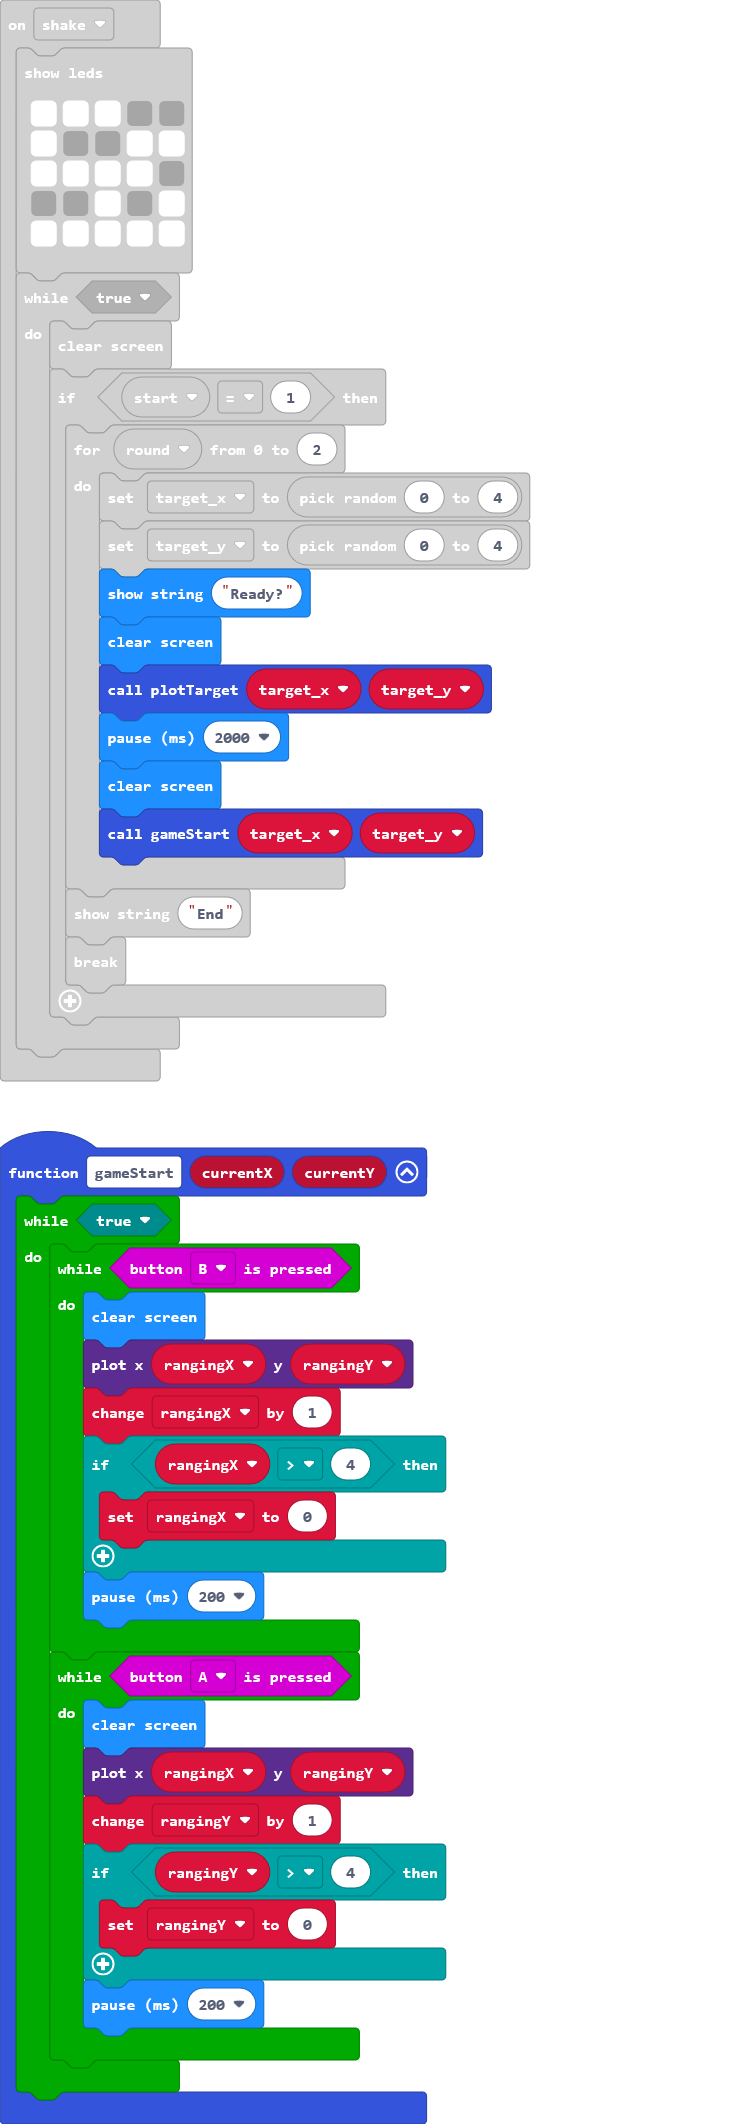 on shake
show leds
while true
do
clear screen
if start = 1 then
for round from 0 to 2
do
set target_x to pick random 0 to 4
set target_y to pick random 0 to 4
show string "Ready?"
clear screen
call plotTarget target_x target_y
pause (ms) 2000
clear screen
call gameStart target_x target_y
show string "End"
break
function gameStart currentX currentY
while true
do
while button B is pressed
do
clear screen
plot x rangingX y rangingY
change rangingX by 1
if rangingX > 4 then
set rangingX to 0
pause (ms) 200
while button A is pressed
do
clear screen
plot x rangingX y rangingY
change rangingY by 1
if rangingY > 4 then
set rangingY to 0
pause (ms) 200